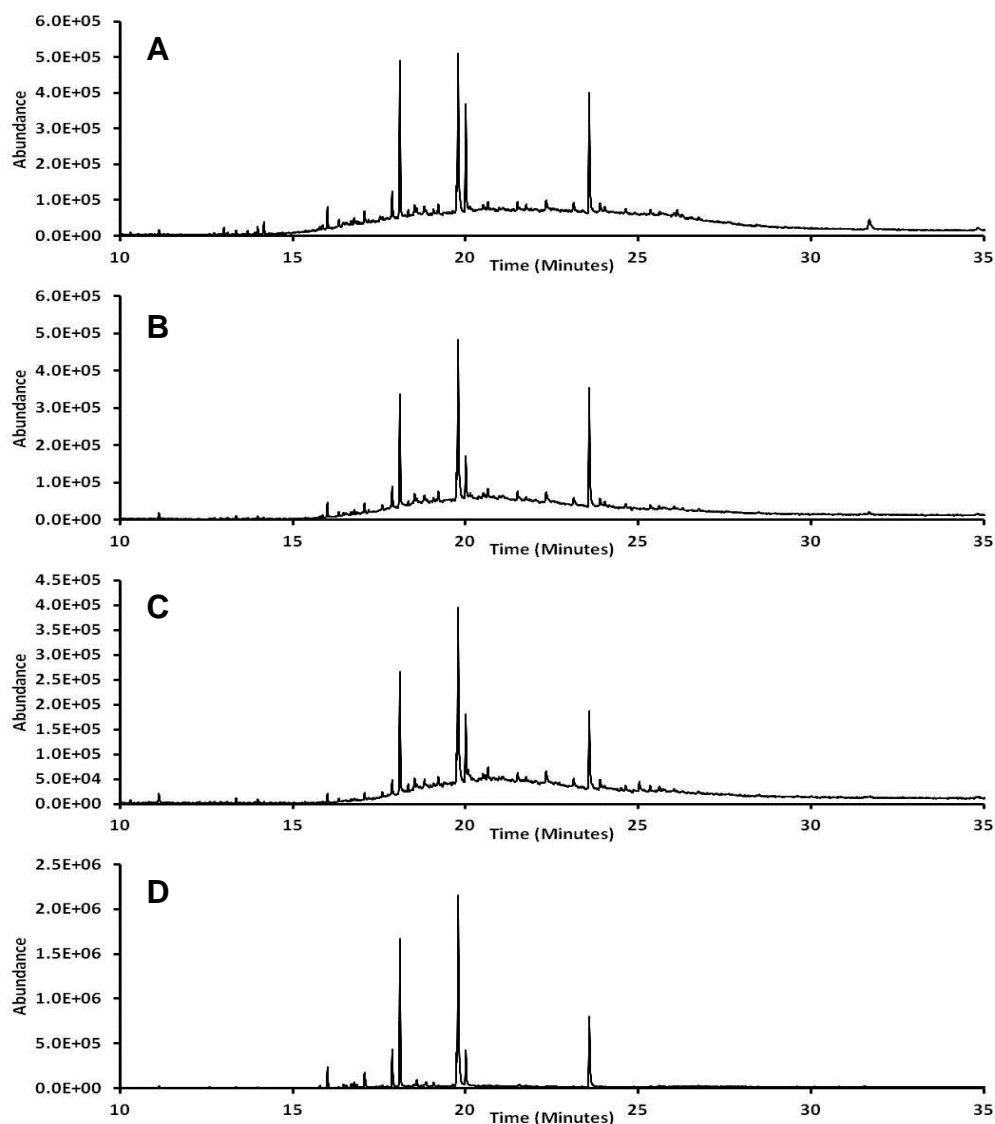 A
6.0E+05
5.0E+05
4.0E+05
3.0E+05
2.0E+05
1.0E+05
0.0E+00
Abundance
10 15 20 25 30 35
Time (Minutes)
B
6.0E+05
5.0E+05
4.0E+05
3.0E+05
2.0E+05
1.0E+05
0.0E+00
Abundance
10 15 20 25 30 35
Time (Minutes)
C
4.5E+05
4.0E+05
3.5E+05
3.0E+05
2.5E+05
2.0E+05
1.5E+05
1.0E+05
5.0E+04
0.0E+00
Abundance
10 15 20 25 30 35
Time (Minutes)
D
2.5E+06
2.0E+06
1.5E+06
1.0E+06
5.0E+05
0.0E+00
Abundance
10 15 20 25 30 35
Time (Minutes)